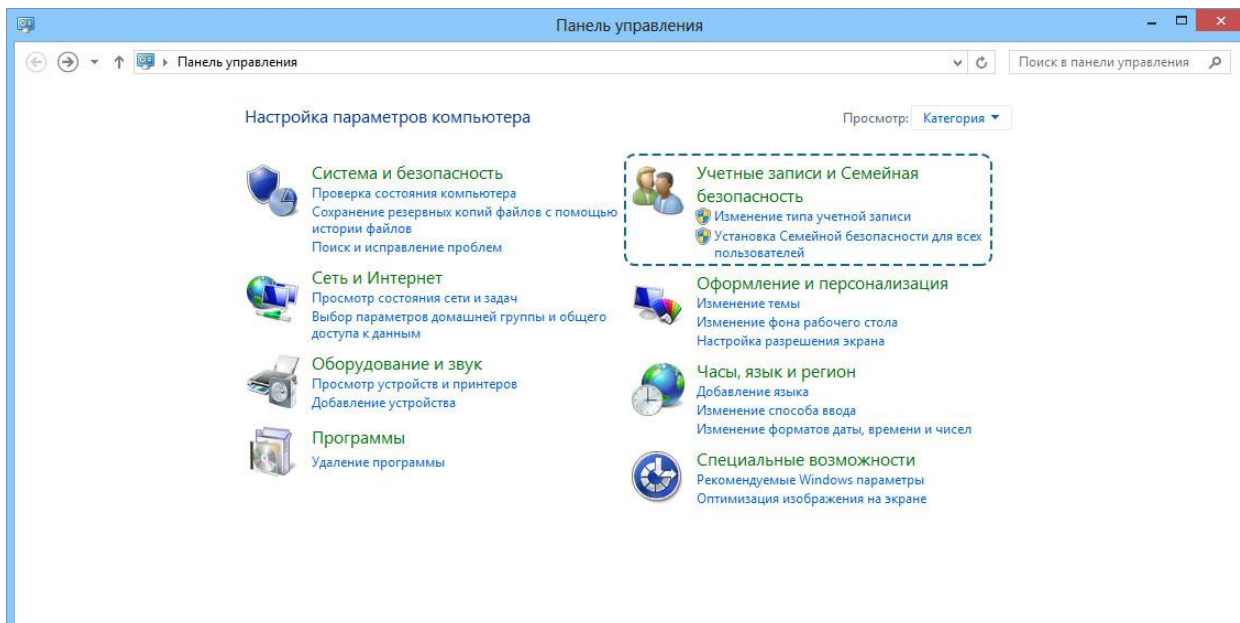 Панель управления
Панель управления
Поиск в панели управления
Настройка параметров компьютера
Просмотр: Категория
Система и безопасность
Проверка состояния компьютера
Сохранение резервных копий файлов с помощью
истории файлов
Поиск и исправление проблем
Сеть и Интернет
Просмотр состояния сети и задач
Выбор параметров домашней группы и общего
доступа к данным
Оборудование и звук
Просмотр устройств и принтеров
Добавление устройства
Программы
Удаление программы
Учетные записи и Семейная
безопасность
Изменение типа учетной записи
Установка Семейной безопасности для всех
пользователей
Оформление и персонализация
Изменение темы
Изменение фона рабочего стола
Настройка разрешения экрана
Часы, язык и регион
Добавление языка
Изменение способа ввода
Изменение форматов даты, времени и чисел
Специальные возможности
Рекомендуемые Windows параметры
Оптимизация изображения на экране